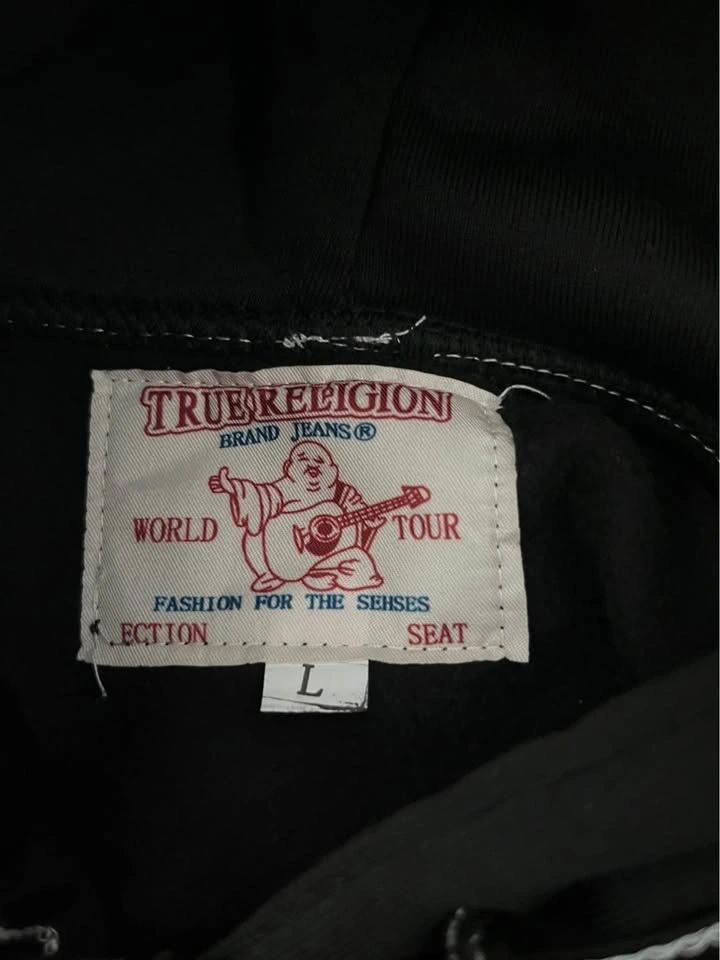 TRUE RELIGION
BRAND JEANS®
WORLD TOUR
FASHION FOR THE SEHSES
ECTION SEAT
L